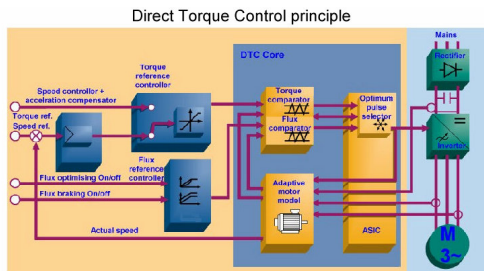 Direct Torque Control principle
Mains
DTC Core
Rectifier
Torque
reference
controller
Speed controller +
acclration compensator
Torque
comparator
Optimum
pulse
selector
Torque ref.
Speed ref.
Flux
comparator
Inverteh
Flux
reference
controller
Flux optimising On/off
Flux braking On/off
Adaptive
motor
model
Actual speed
ASIC
M
3~